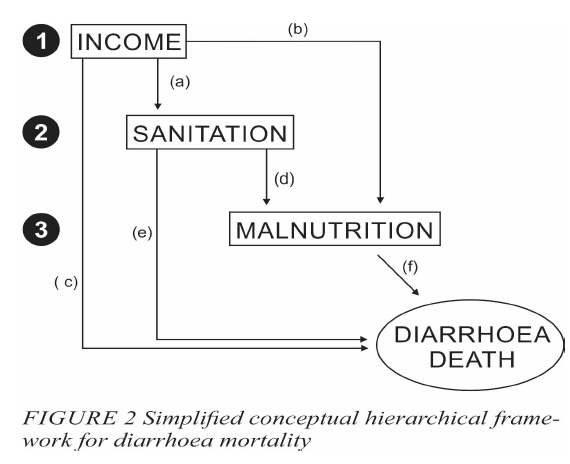 1 INCOME (b)
(a)
2 SANITATION
(d)
3 MALNUTRITION
(e)
(f)
( c)
DIARRHOEA
DEATH
FIGURE 2 Simplified conceptual hierarchical frame-
work for diarrhoea mortality